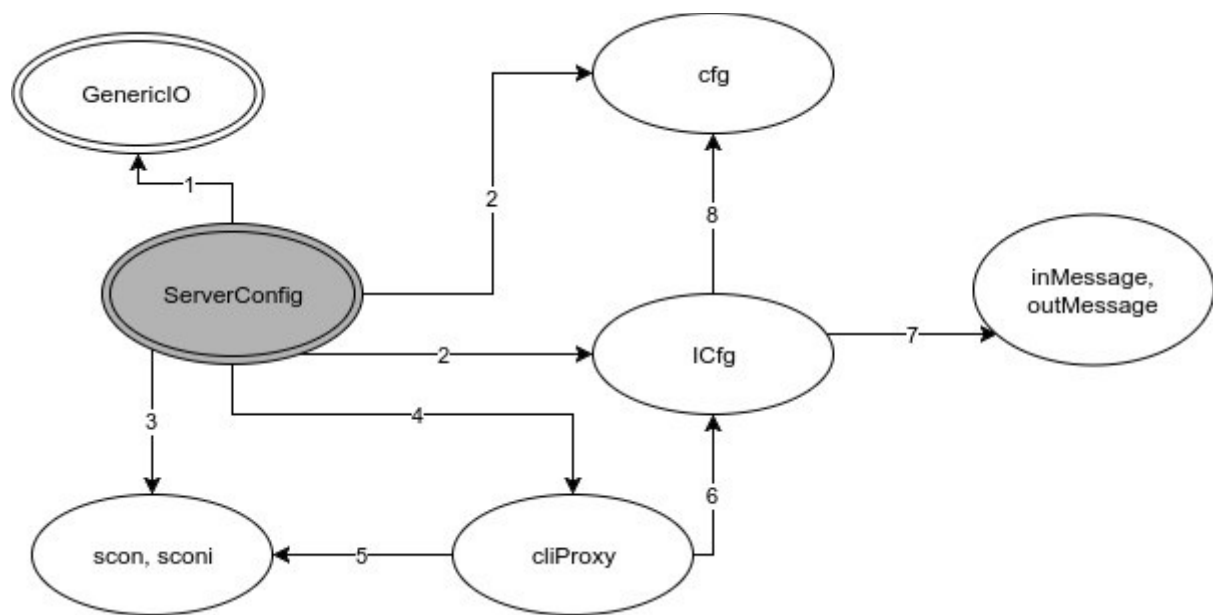 cfg
GenericIO
1
2
8
ServerConfig
inMessage,
outMessage
2
ICfg
7
3
4
6
scon, sconi
5
cliProxy